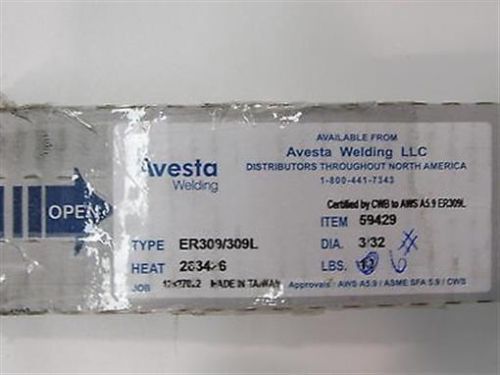 AVAILABLE FROM
Avesta Welding LLC
DISTRIBUTORS THROUGHOUT NORTH AMERICA
1-800-441-7343
Avesta
Welding
OPEN
Certified by CWB to AWS A5.9 ER309L
ITEM 59429
TYPE ER309/309L
DIA. 3/32
HEAT
LBS. 6
JOB MADE IN TAIWAN
Approvals: AWS A5.9 / ASME SFA 5.9 / CWB